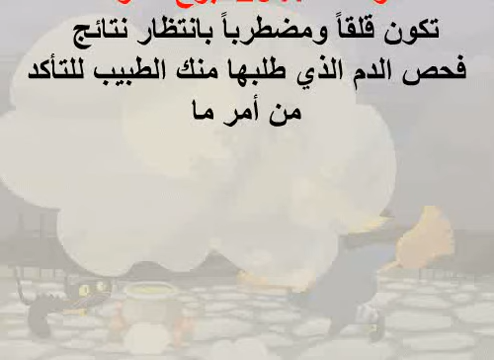 تكون قلقاً ومضطرباً بانتظار نتائج
فحص الدم الذي طلبها منك الطبيب للتأكد
من أمر ما